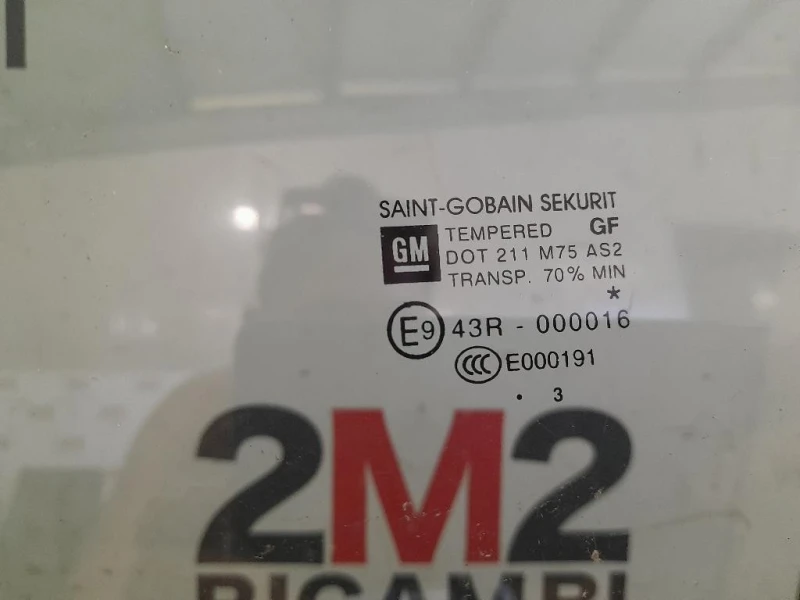 SAINT-GOBAIN SEKURIT
GM TEMPERED GF
DOT 211 M75 AS2
TRANSP. 70% MIN
*
E9 43R - 000016
CCC E000191
. 3
2M2
RICAMBI